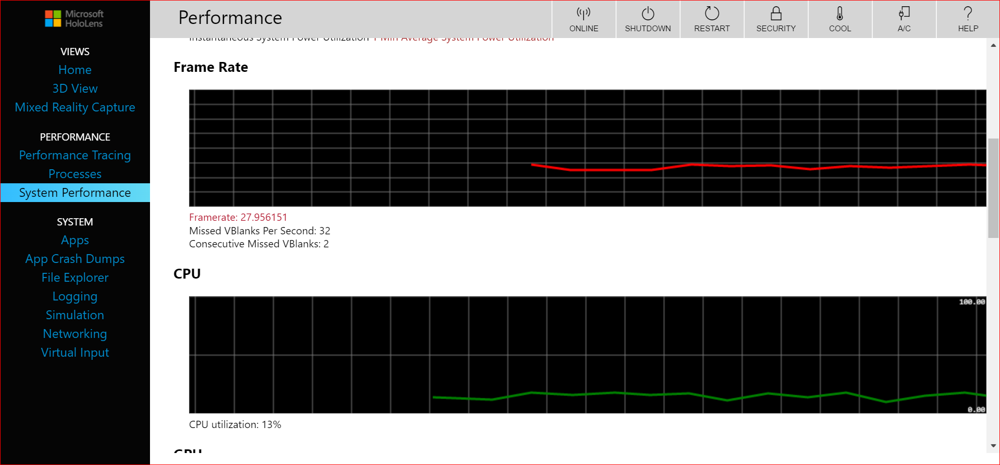 Microsoft
HoloLens
VIEWS
Home
3D View
Mixed Reality Capture
PERFORMANCE
Performance Tracing
Processes
System Performance
SYSTEM
Apps
App Crash Dumps
File Explorer
Logging
Simulation
Networking
Virtual Input
Performance
ONLINE
SHUTDOWN
RESTART
SECURITY
COOL
A/C
HELP
Instantaneous System Power Utilization 1 Min Average System Power Utilization
Frame Rate
Framerate: 27.956151
Missed VBlanks Per Second: 32
Consecutive Missed VBlanks: 2
CPU
100.00
0.00
CPU utilization: 13%
GPU